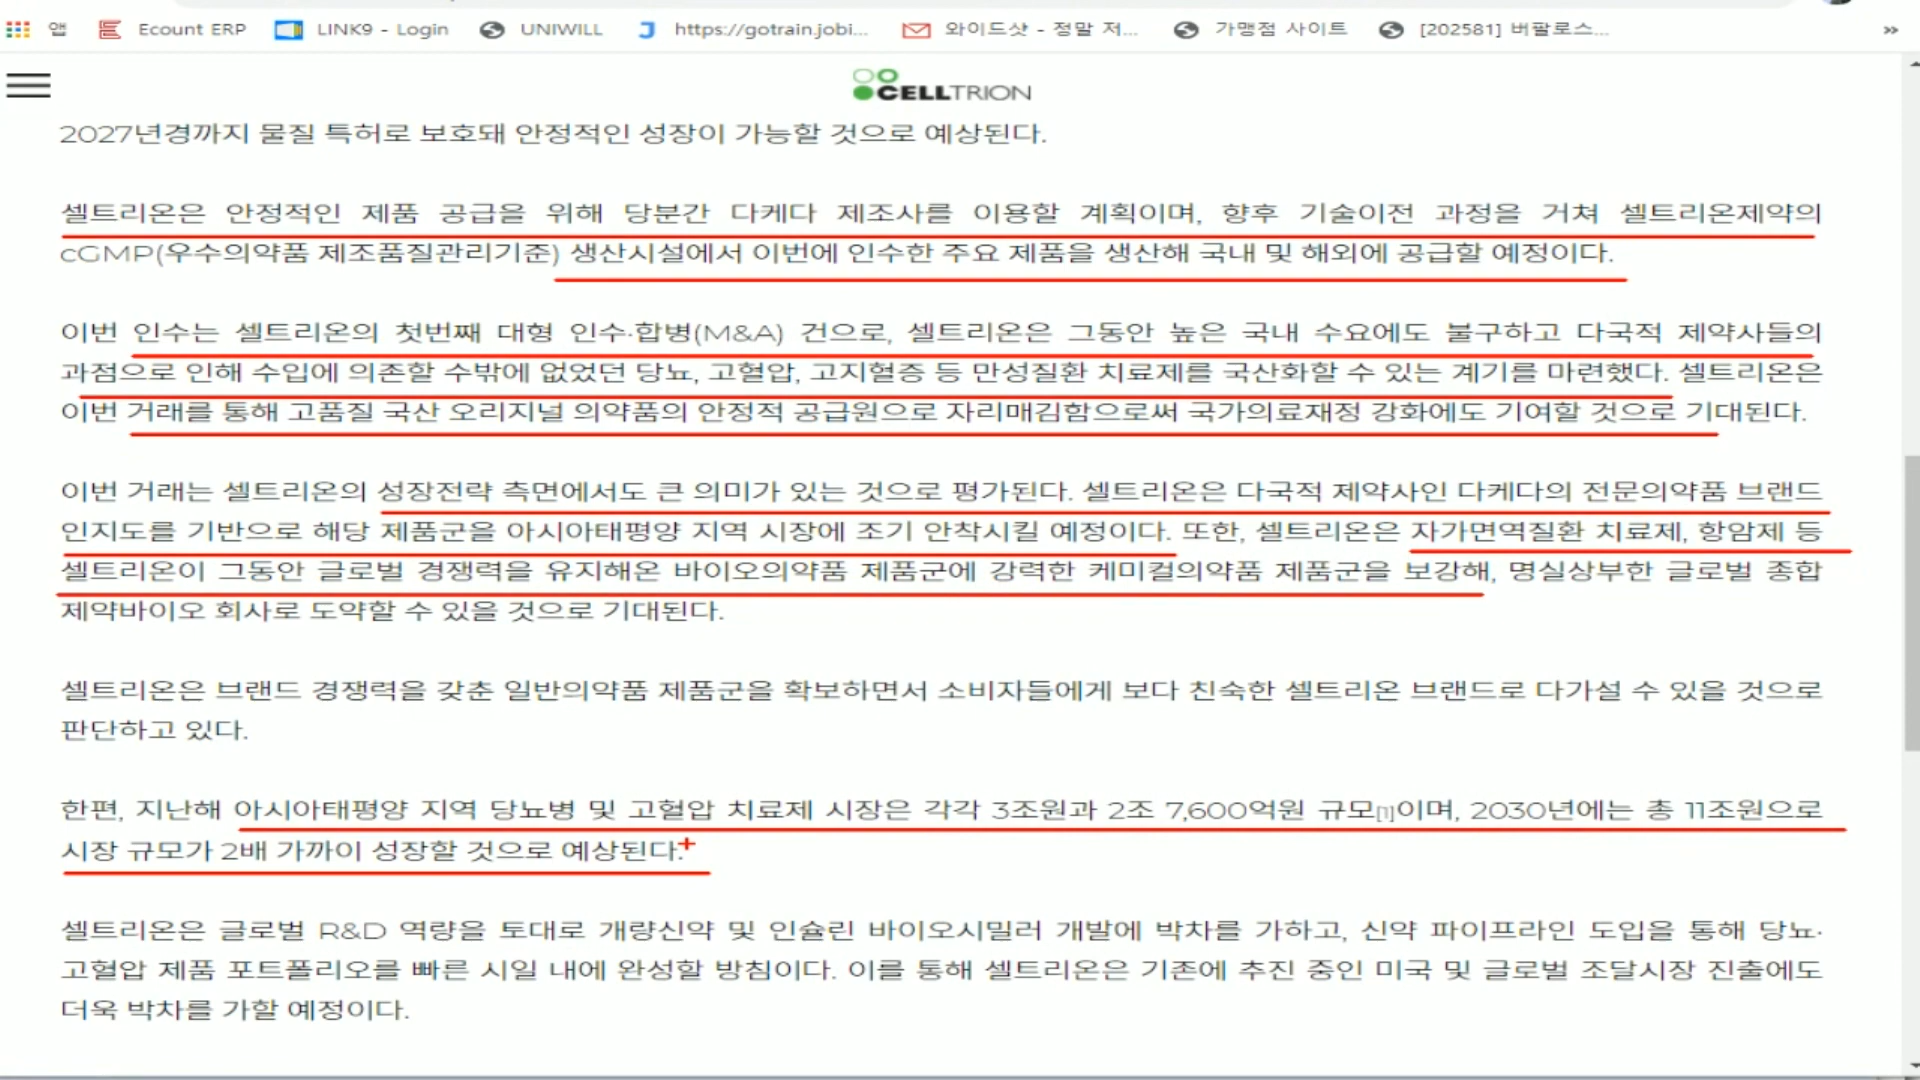 앱 Ecount ERP LINK9 - Login UNIWILL https://gotrain.jobi... 와이드샷 - 정말 저... 가맹점 사이트 [202581] 버팔로스... »
CELLTRION
2027년경까지 물질 특허로 보호돼 안정적인 성장이 가능할 것으로 예상된다.
셀트리온은 안정적인 제품 공급을 위해 당분간 다케다 제조사를 이용할 계획이며, 향후 기술이전 과정을 거쳐 셀트리온제약의
cGMP(우수의약품 제조품질관리기준) 생산시설에서 이번에 인수한 주요 제품을 생산해 국내 및 해외에 공급할 예정이다.
이번 인수는 셀트리온의 첫번째 대형 인수·합병(M&A) 건으로, 셀트리온은 그동안 높은 국내 수요에도 불구하고 다국적 제약사들의
과점으로 인해 수입에 의존할 수밖에 없었던 당뇨, 고혈압, 고지혈증 등 만성질환 치료제를 국산화할 수 있는 계기를 마련했다. 셀트리온은
이번 거래를 통해 고품질 국산 오리지널 의약품의 안정적 공급원으로 자리매김함으로써 국가의료재정 강화에도 기여할 것으로 기대된다.
이번 거래는 셀트리온의 성장전략 측면에서도 큰 의미가 있는 것으로 평가된다. 셀트리온은 다국적 제약사인 다케다의 전문의약품 브랜드
인지도를 기반으로 해당 제품군을 아시아태평양 지역 시장에 조기 안착시킬 예정이다. 또한, 셀트리온은 자가면역질환 치료제, 항암제 등
셀트리온이 그동안 글로벌 경쟁력을 유지해온 바이오의약품 제품군에 강력한 케미컬의약품 제품군을 보강해, 명실상부한 글로벌 종합
제약바이오 회사로 도약할 수 있을 것으로 기대된다.
셀트리온은 브랜드 경쟁력을 갖춘 일반의약품 제품군을 확보하면서 소비자들에게 보다 친숙한 셀트리온 브랜드로 다가설 수 있을 것으로
판단하고 있다.
한편, 지난해 아시아태평양 지역 당뇨병 및 고혈압 치료제 시장은 각각 3조원과 2조 7,600억원 규모[1]이며, 2030년에는 총 11조원으로
시장 규모가 2배 가까이 성장할 것으로 예상된다.
셀트리온은 글로벌 R&D 역량을 토대로 개량신약 및 인슐린 바이오시밀러 개발에 박차를 가하고, 신약 파이프라인 도입을 통해 당뇨·
고혈압 제품 포트폴리오를 빠른 시일 내에 완성할 방침이다. 이를 통해 셀트리온은 기존에 추진 중인 미국 및 글로벌 조달시장 진출에도
더욱 박차를 가할 예정이다.